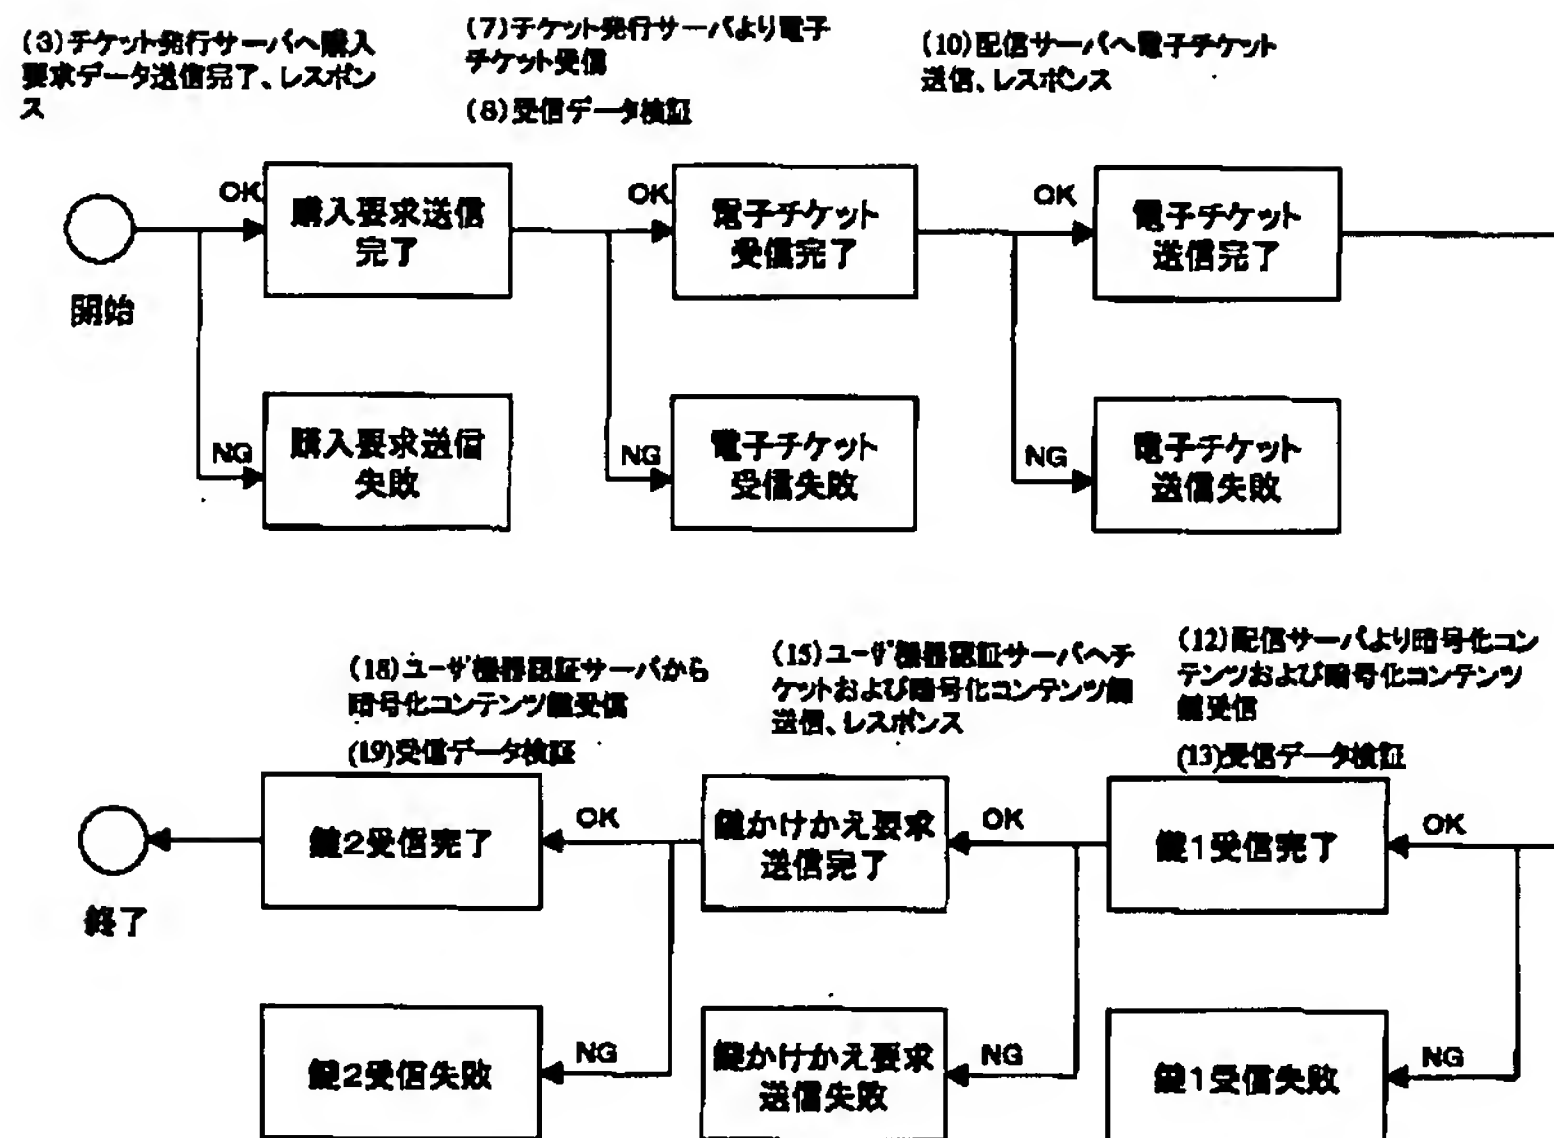 (3)チケット発行サーバへ購入
要求データ送信完了、レスポン
ス
(7)チケット発行サーバより電子
チケット受信
(8)受信データ検証
(10)配信サーバへ電子チケット
送信、レスポンス
開始
OK
購入要求送信
完了
OK
電子チケット
受信完了
OK
電子チケット
送信完了
NG
購入要求送信
失敗
NG
電子チケット
受信失敗
NG
電子チケット
送信失敗
(18)ユーザ機器認証サーバから
暗号化コンテンツ鍵受信
(19)受信データ検証
(15)ユーザ機器認証サーバへチ
ケットおよび暗号化コンテンツ鍵
送信、レスポンス
(12)配信サーバより暗号化コン
テンツおよび暗号化コンテンツ
鍵受信
(13)受信データ検証
終了
鍵2受信完了
OK
鍵かけかえ要求
送信完了
OK
鍵1受信完了
OK
鍵2受信失敗
NG
鍵かけかえ要求
送信失敗
NG
鍵1受信失敗
NG